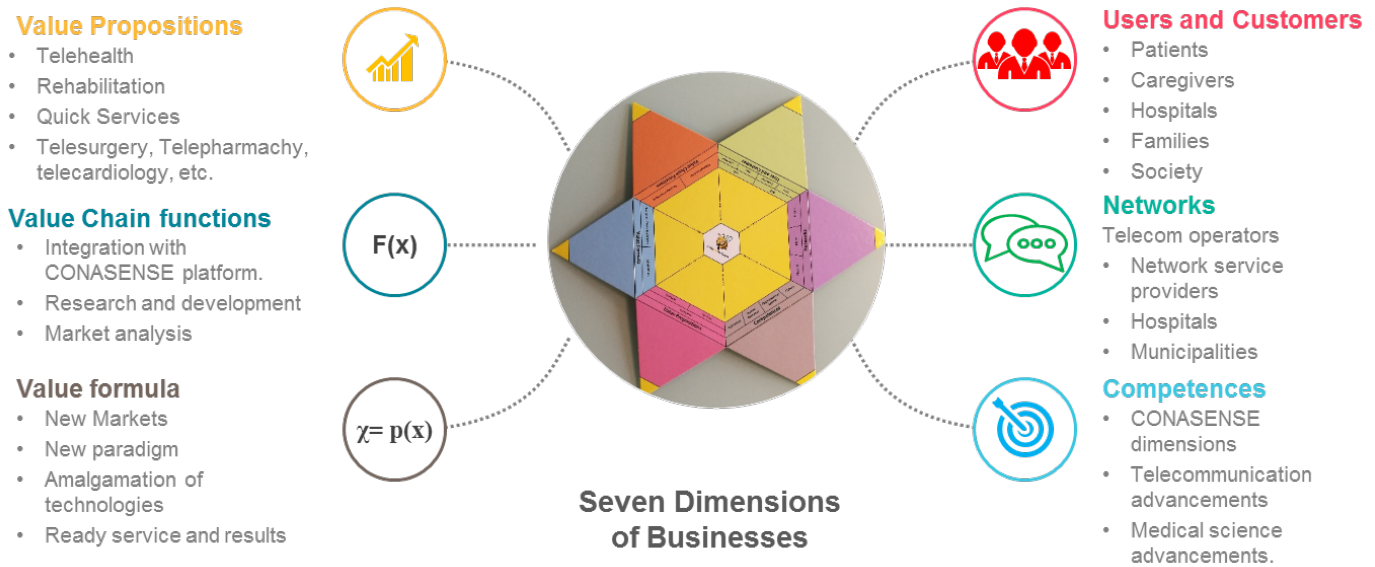 Value Propositions
• Telehealth
• Rehabilitation
• Quick Services
• Telesurgery, Telepharmachy,
telecardiology, etc.
Value Chain functions
• Integration with
CONASENSE platform.
• Research and development
• Market analysis
Value formula
• New Markets
• New paradigm
• Amalgamation of
technologies
• Ready service and results
F(x)
χ= p(x)
Value Propositions
Competences
Seven Dimensions
of Businesses
Users and Customers
• Patients
• Caregivers
• Hospitals
• Families
• Society
Networks
Telecom operators
• Network service
providers
• Hospitals
• Municipalities
Competences
• CONASENSE
dimensions
• Telecommunication
advancements
• Medical science
advancements.